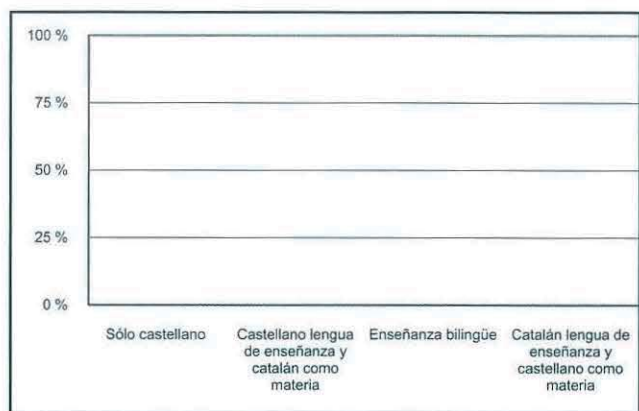 100 %
75 %
50 %
25 %
0 %
Sólo castellano
Castellano lengua
de enseñanza y
catalán como
materia
Enseñanza bilingüe
Catalán lengua de
enseñanza y
castellano como
materia